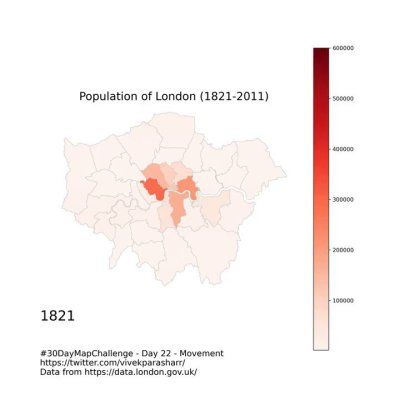 600000
Population of London (1821-2011)
500000
400000
300000
200000
100000
1821
#30DayMapChallenge - Day 22 - Movement
https://twitter.com/vivekparasharr/
Data from https://data.london.gov.uk/